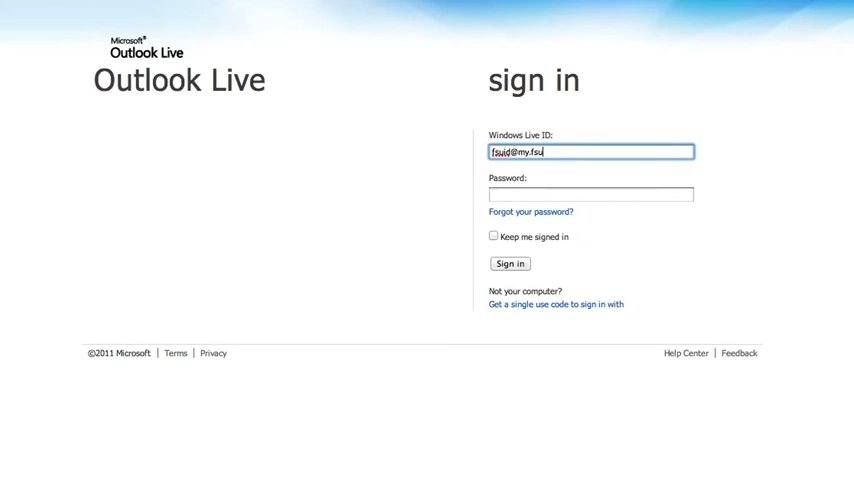 Microsoft®
Outlook Live
Outlook Live
sign in
Windows Live ID:
fsuid@my.fsu
Password:
Forgot your password?
Keep me signed in
Sign in
Not your computer?
Get a single use code to sign in with
©2011 Microsoft | Terms | Privacy
Help Center | Feedback